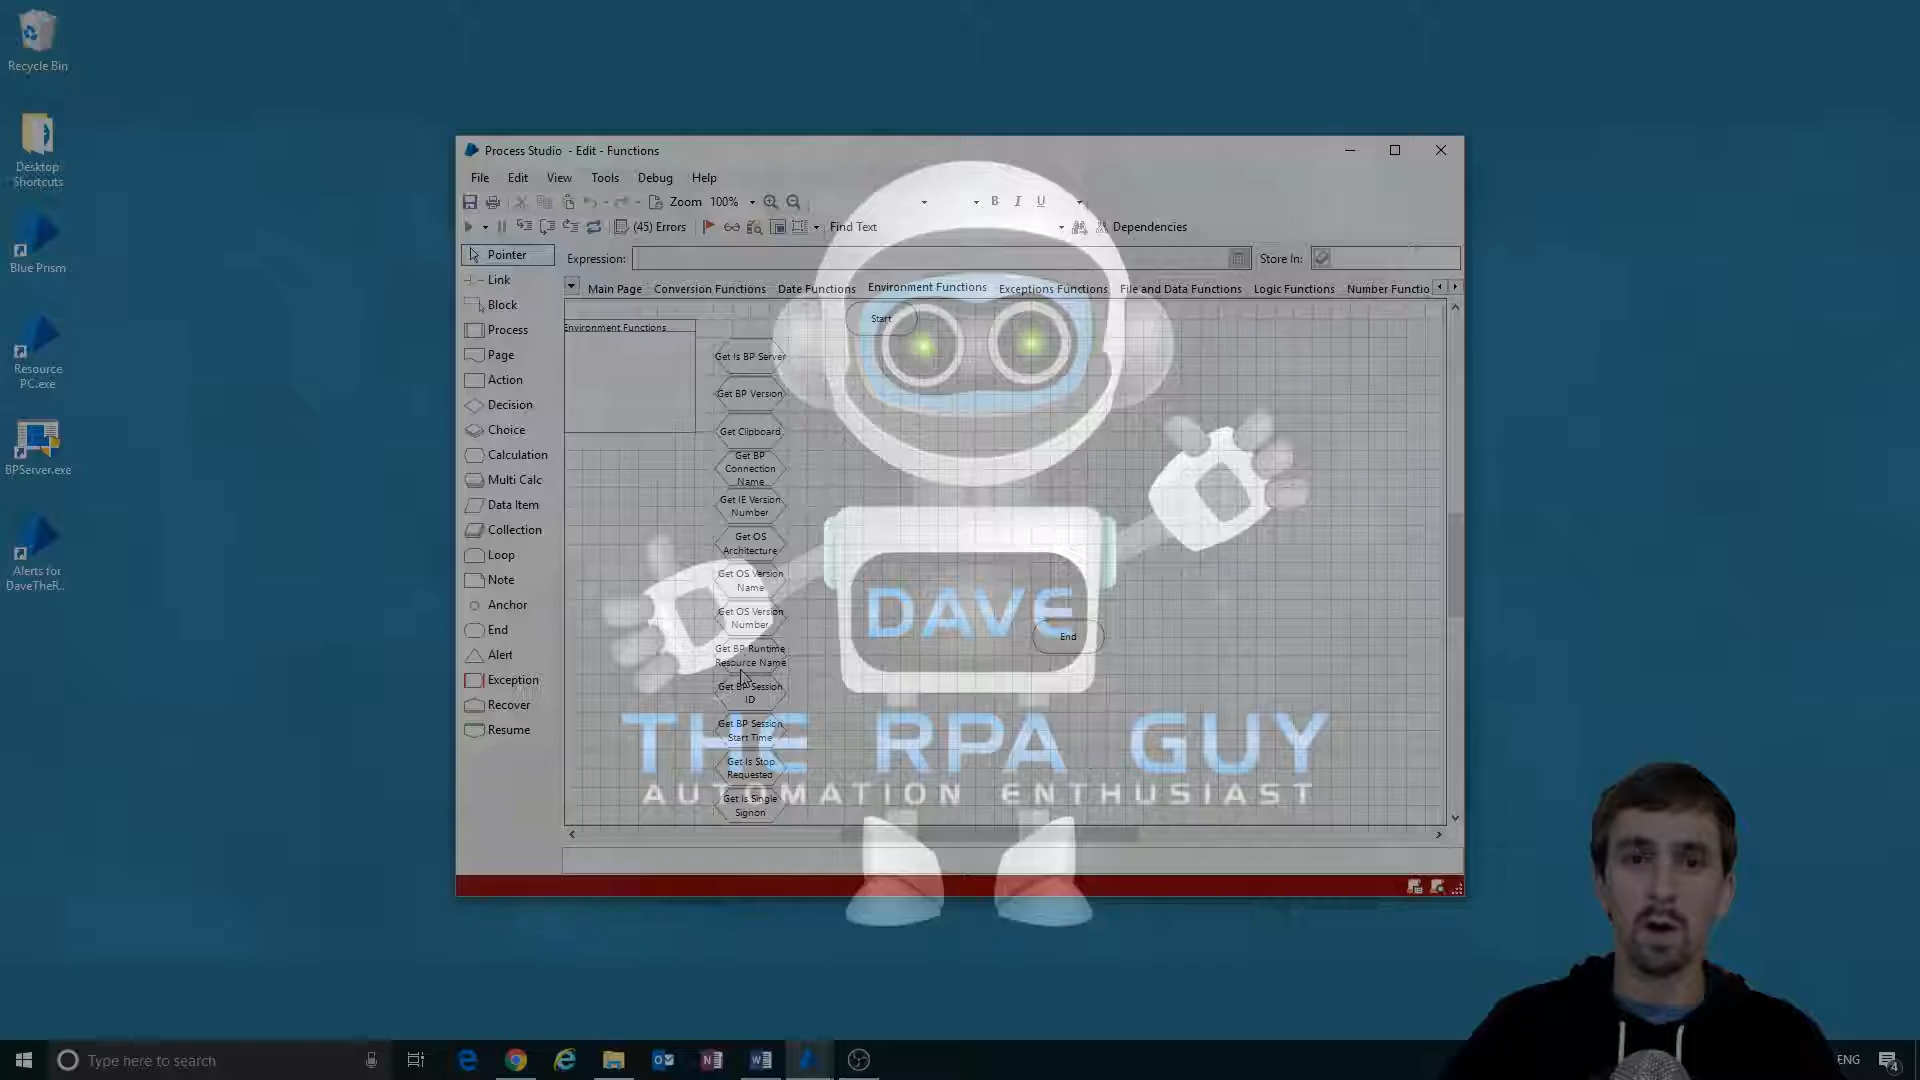 Recycle Bin
Desktop
Shortcuts
Blue Prism
Resource
PC.exe
BPServer.exe
Alerts for
DaveTheR...
Process Studio - Edit - Functions
File Edit View Tools Debug Help
Zoom 100% B I U
(45) Errors Find Text Dependencies
Expression: Store In:
Pointer
Link
Block
Process
Page
Action
Decision
Choice
Calculation
Multi Calc
Data Item
Collection
Loop
Note
Anchor
End
Alert
Exception
Recover
Resume
Main Page Conversion Functions Date Functions Environment Functions Exceptions Functions File and Data Functions Logic Functions Number Functio
Environment Functions
Start
Get Is BP Server
Get BP Version
Get Clipboard
Get BP
Connection
Name
Get IE Version
Number
Get OS
Architecture
Get OS Version
Name
Get OS Version
Number
Get BP Runtime
Resource Name
Get BP Session
ID
Get BP Session
Start Time
Get Is Stop
Requested
Get Is Single
Signon
End
DAVE
THE RPA GUY
AUTOMATION ENTHUSIAST
Type here to search
ENG
4